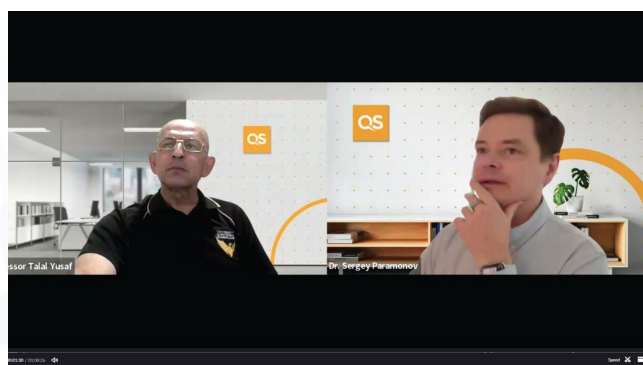 QS
QS
essor Talal Yusaf
Dr. Sergey Paramonov
Speed